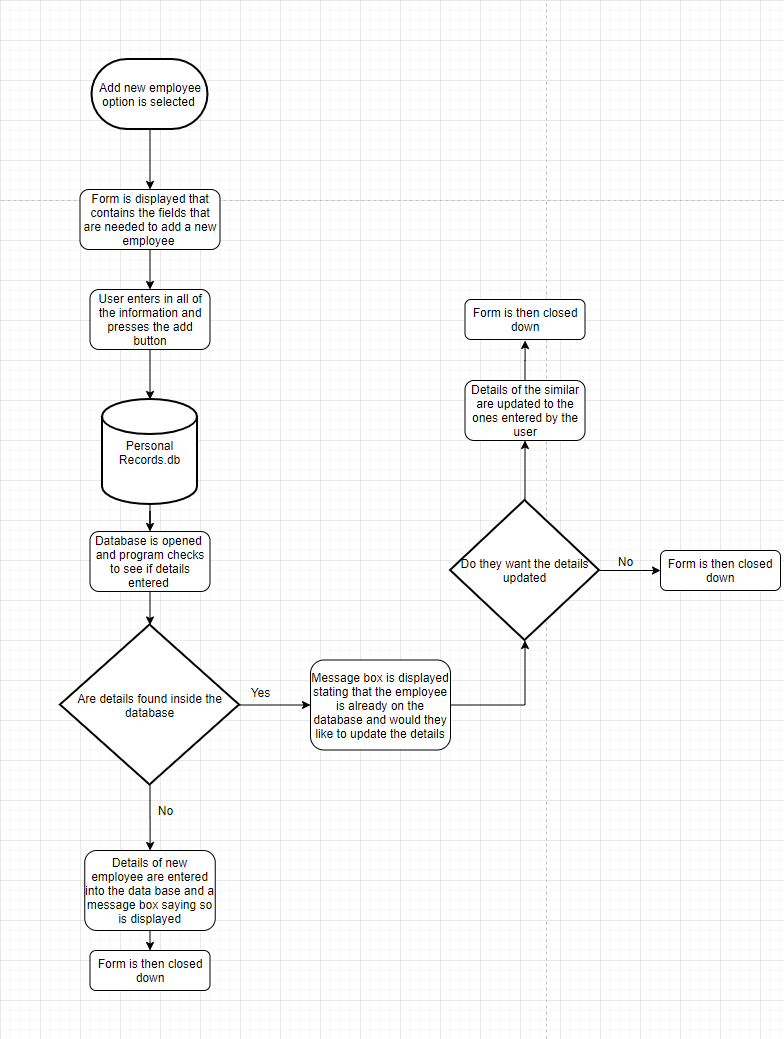 Add new employee
option is selected
Form is displayed that
contains the fields that
are needed to add a new
employee
User enters in all of
the information and
presses the add
button
Personal
Records.db
Database is opened
and program checks
to see if details
entered
Are details found inside the
database
Yes
Message box is displayed
stating that the employee
is already on the
database and would they
like to update the details
Do they want the details
updated
No
Form is then closed
down
Details of the similar
are updated to the
ones entered by the
user
Form is then closed
down
No
Details of new
employee are entered
into the data base and a
message box saying so
is displayed
Form is then closed
down